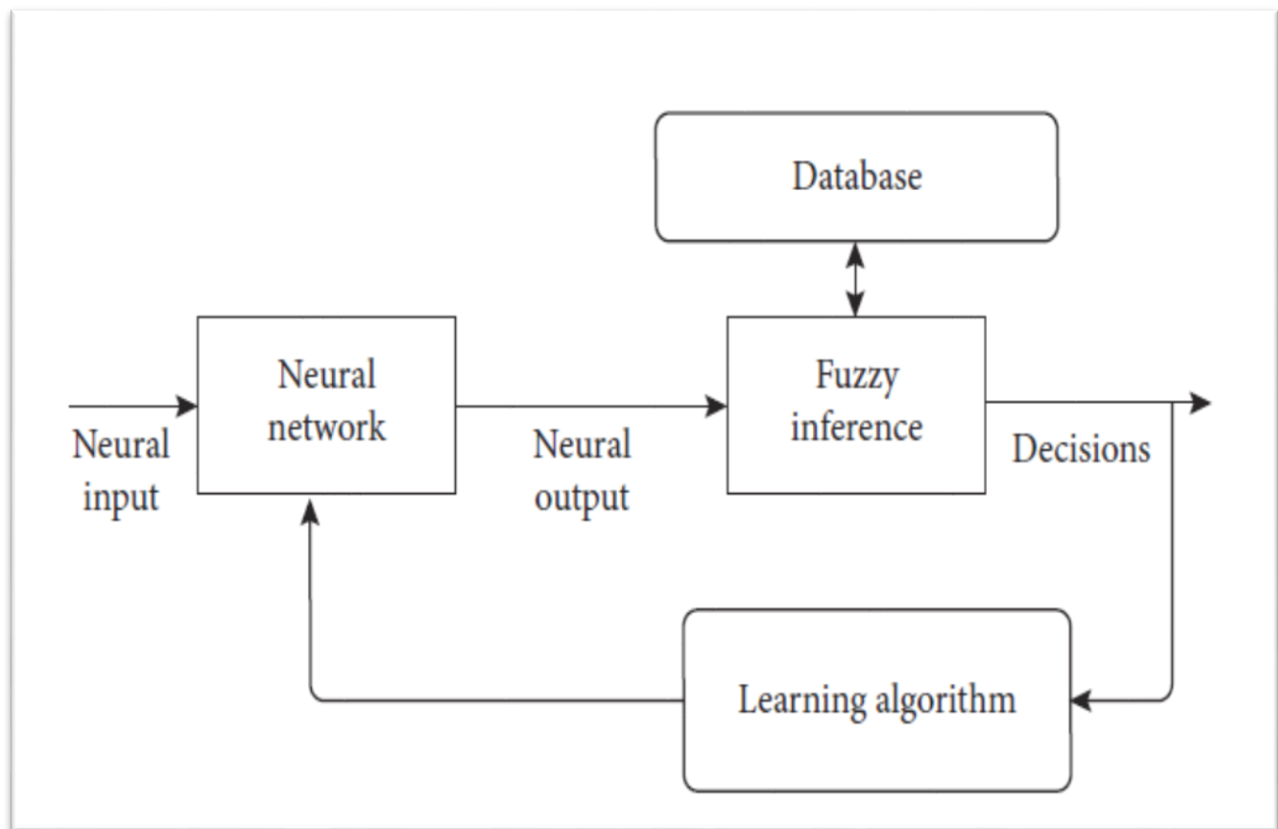 Database
Neural
network
Fuzzy
inference
Neural
input
Neural
output
Decisions
Learning algorithm